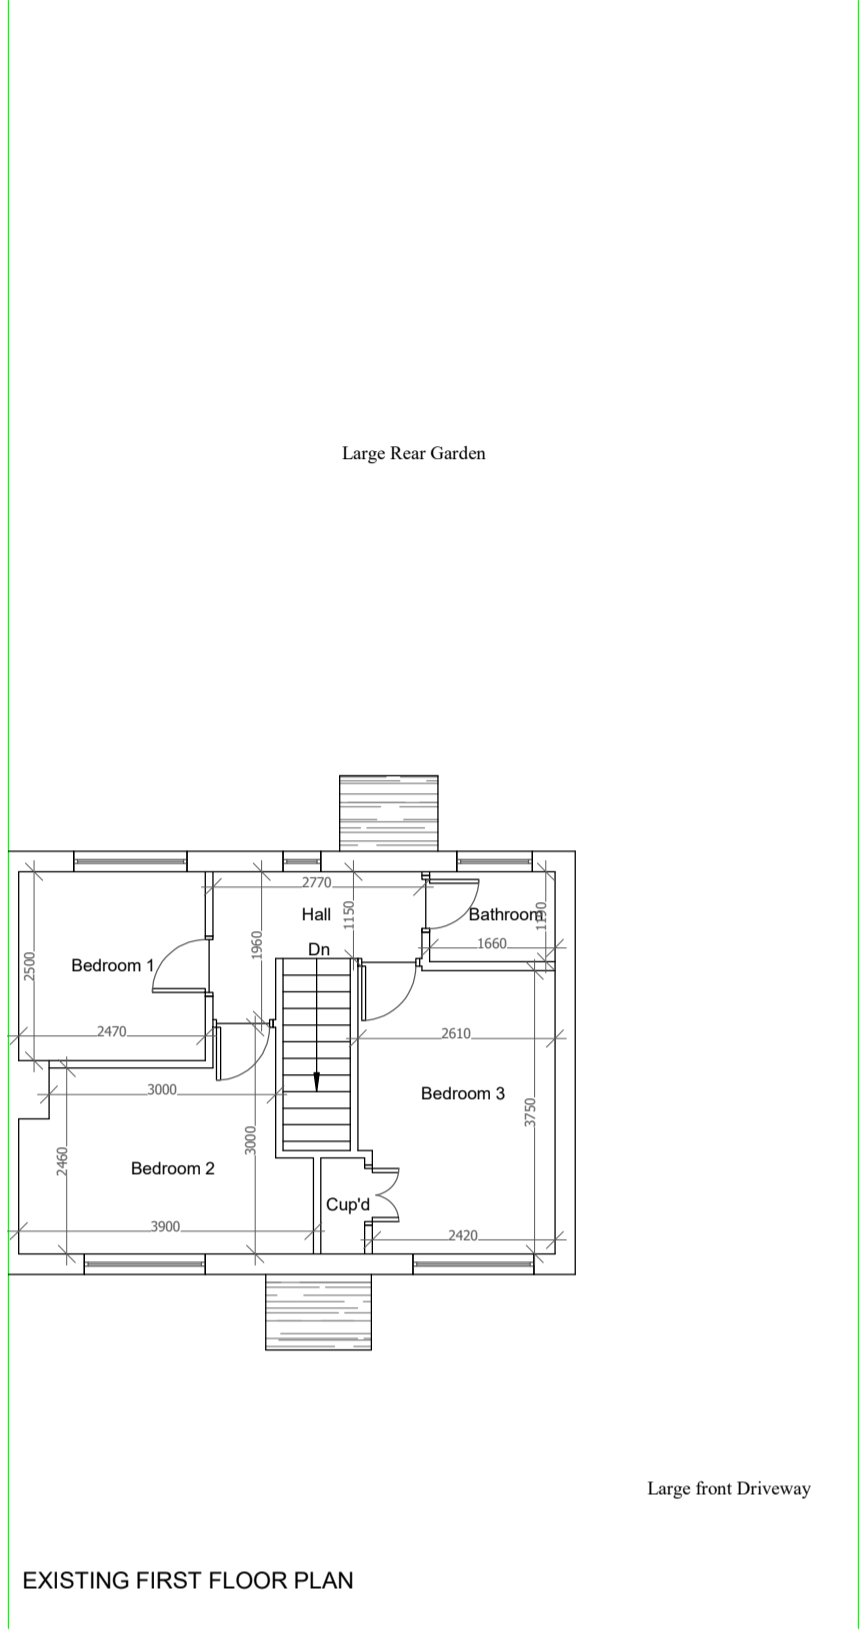 Large Rear Garden
2770
Hall
1150
Bathroom
1190
1960
1660
Dn
2500
Bedroom 1
2470
2610
3000
Bedroom 3
3750
3000
2460
Bedroom 2
Cup'd
3900
2420
Large front Driveway
EXISTING FIRST FLOOR PLAN